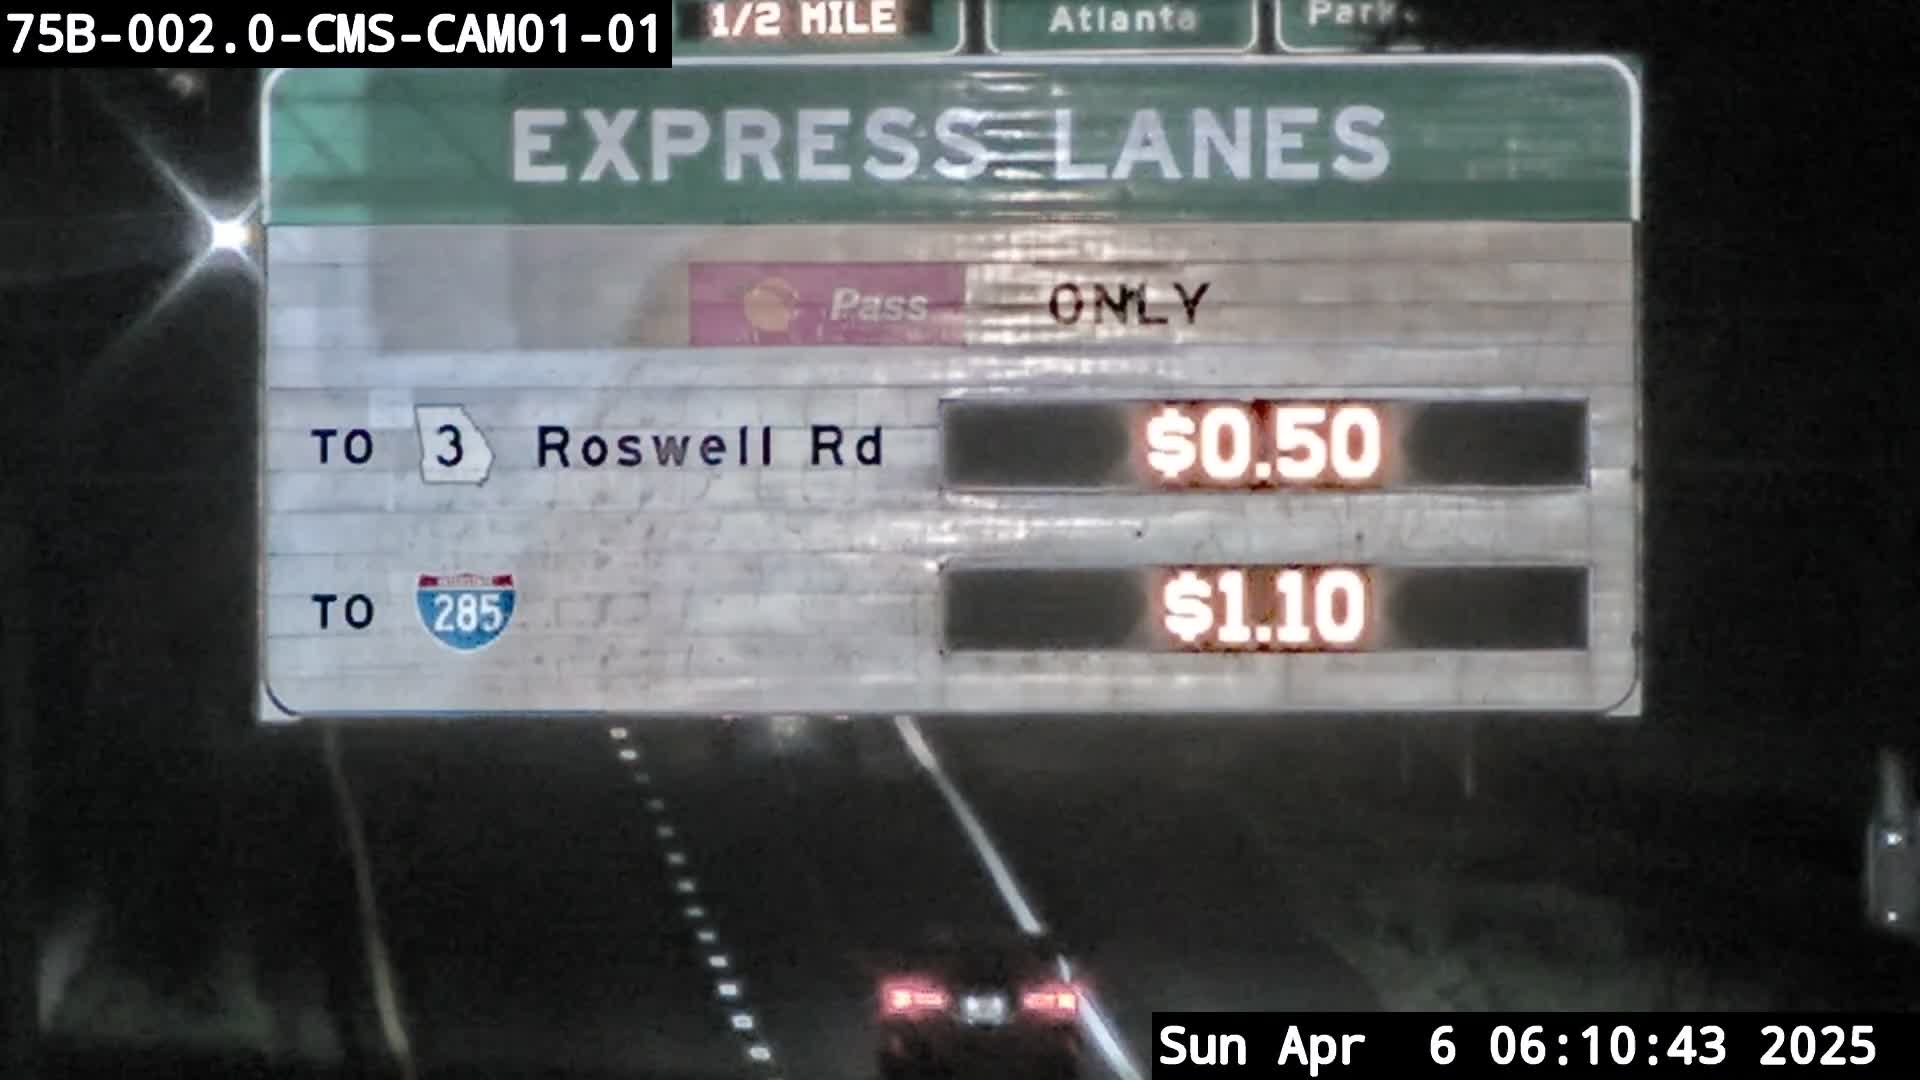 75B-002.0-CMS-CAM01-01
1/2 MILE
Atlanta
EXPRESS LANES
Pass ONLY
TO 3 Roswell Rd $0.50
TO 285 $1.10
Sun Apr 6 06:10:43 2025